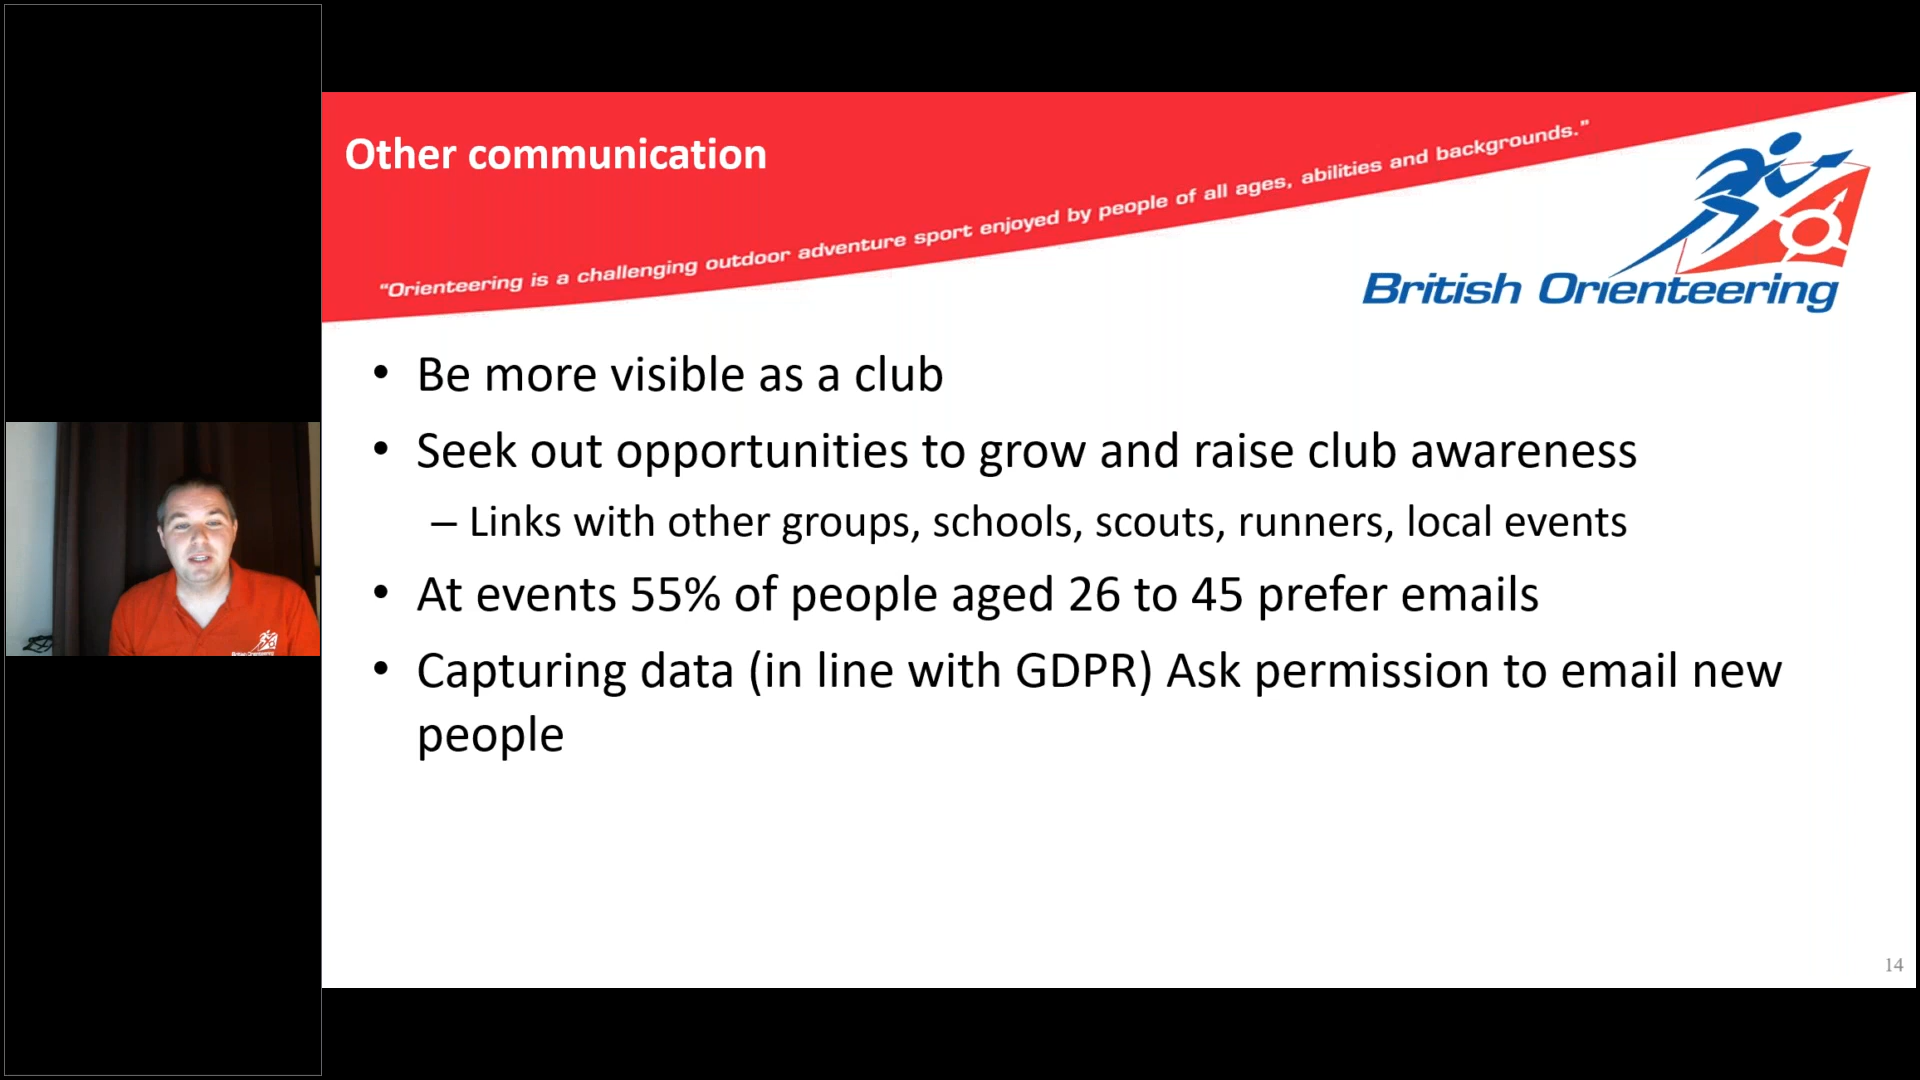 Other communication
“Orienteering is a challenging outdoor adventure sport enjoyed by people of all ages, abilities and backgrounds.”
British Orienteering
• Be more visible as a club
• Seek out opportunities to grow and raise club awareness
– Links with other groups, schools, scouts, runners, local events
• At events 55% of people aged 26 to 45 prefer emails
• Capturing data (in line with GDPR) Ask permission to email new
people
British Orienteering
14